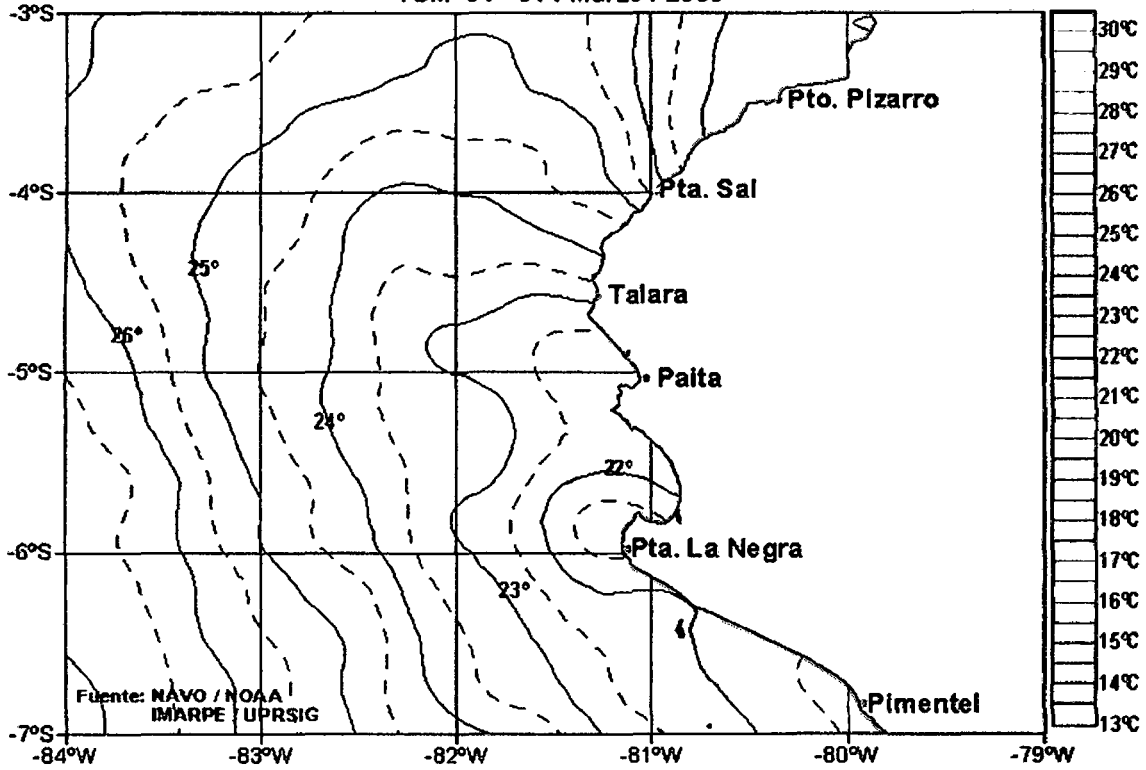 -3°S
30°C
29°C
28°C
27°C
26°C
25°C
24°C
23°C
22°C
21°C
20°C
19°C
18°C
17°C
16°C
15°C
14°C
13°C
Pto. Pizarro
-4°S
Pta. Sal
25°
Talara
26°
-5°S
Paita
24°
22°
-6°S
Pta. La Negra
23°
Fuente: NAVO / NOAA
IMARPE / UPRSIG
Pimentel
-7°S
-84°W
-83°W
-82°W
-81°W
-80°W
-79°W